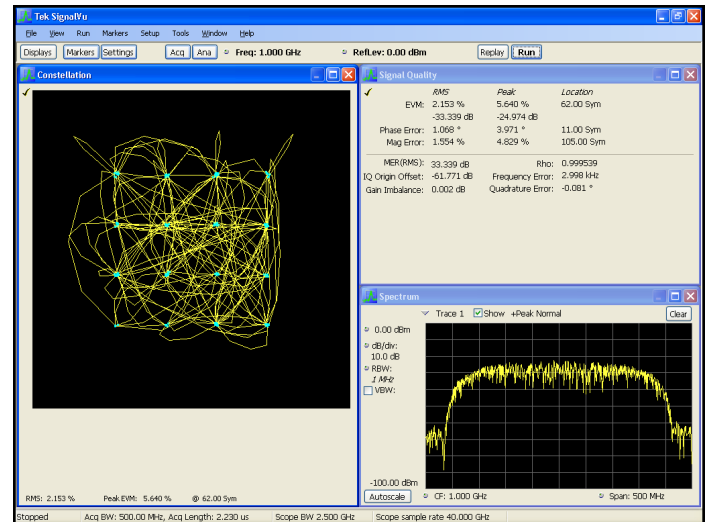 Tek SignalVu
File View Run Markers Setup Tools Window Help
Displays Markers Settings Acq Ana Freq: 1.000 GHz RefLev: 0.00 dBm Replay Run
Constellation
RMS: 2.153 % Peak EVM: 5.640 % @ 62.00 Sym
Signal Quality
RMS Peak Location
EVM: 2.153 % 5.640 % 62.00 Sym
-33.339 dB -24.974 dB
Phase Error: 1.068 ° 3.971 ° 11.00 Sym
Mag Error: 1.554 % 4.829 % 105.00 Sym
MER(RMS): 33.339 dB Rho: 0.999539
IQ Origin Offset: -61.771 dB Frequency Error: 2.998 kHz
Gain Imbalance: 0.002 dB Quadrature Error: -0.081 °
Spectrum
Trace 1 Show +Peak Normal Clear
0.00 dBm
dB/div:
10.0 dB
RBW:
1 MHz
VBW:
-100.00 dBm
Autoscale CF: 1.000 GHz Span: 500 MHz
Stopped Acq BW: 500.00 MHz, Acq Length: 2.230 us Scope BW 2.500 GHz Scope sample rate 40.000 GHz